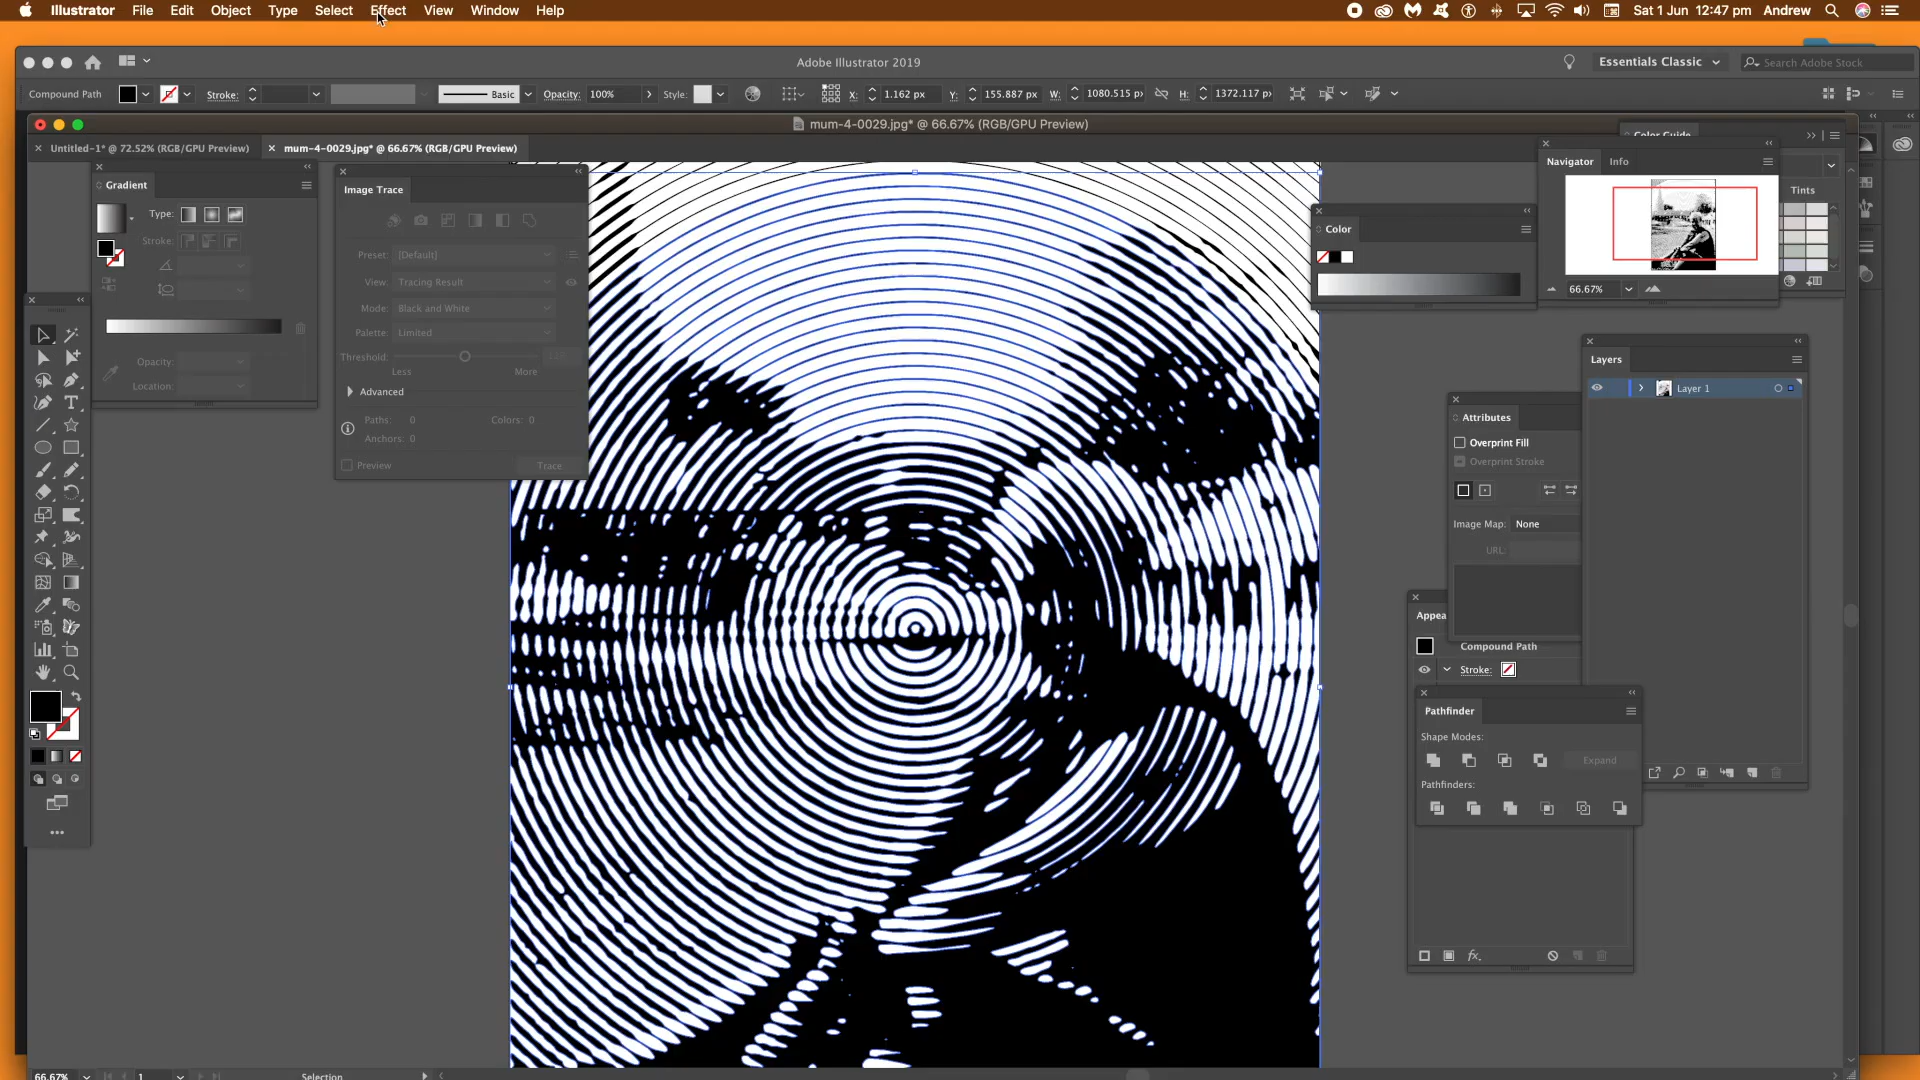 Illustrator File Edit Object Type Select Effect View Window Help
Sat 1 Jun 12:47 pm Andrew
Adobe Illustrator 2019
Essentials Classic
Search Adobe Stock
Compound Path
Stroke:
Basic
Opacity: 100%
Style:
X: 1.162 px
Y: 155.887 px
W: 1080.515 p
H: 1372.117 p
mum-4-0029.jpg* @ 66.67% (RGB/GPU Preview)
Untitled-1* @ 72.52% (RGB/GPU Preview)
mum-4-0029.jpg* @ 66.67% (RGB/GPU Preview)
Gradient
Type:
Stroke:
Opacity:
Location:
Image Trace
Preset: [Default]
View: Tracing Result
Mode: Black and White
Palette: Limited
Threshold:
Less More
Advanced
Paths: 0 Colors: 0
Anchors: 0
Preview Trace
Color
Color Guide
Navigator Info
Tints
66.67%
Layers
Layer 1
Attributes
Overprint Fill
Overprint Stroke
Image Map: None
URL:
Appea
Compound Path
Stroke:
Pathfinder
Shape Modes:
Expand
Pathfinders:
66.67% 1 Selection